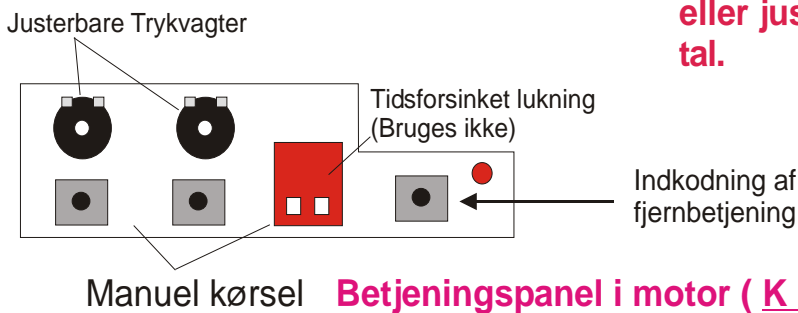 eller jus
tal.
Justerbare Trykvagter
Tidsforsinket lukning
(Bruges ikke)
Indkodning af
fjernbetjening
Manuel kørsel
Betjeningspanel i motor ( K